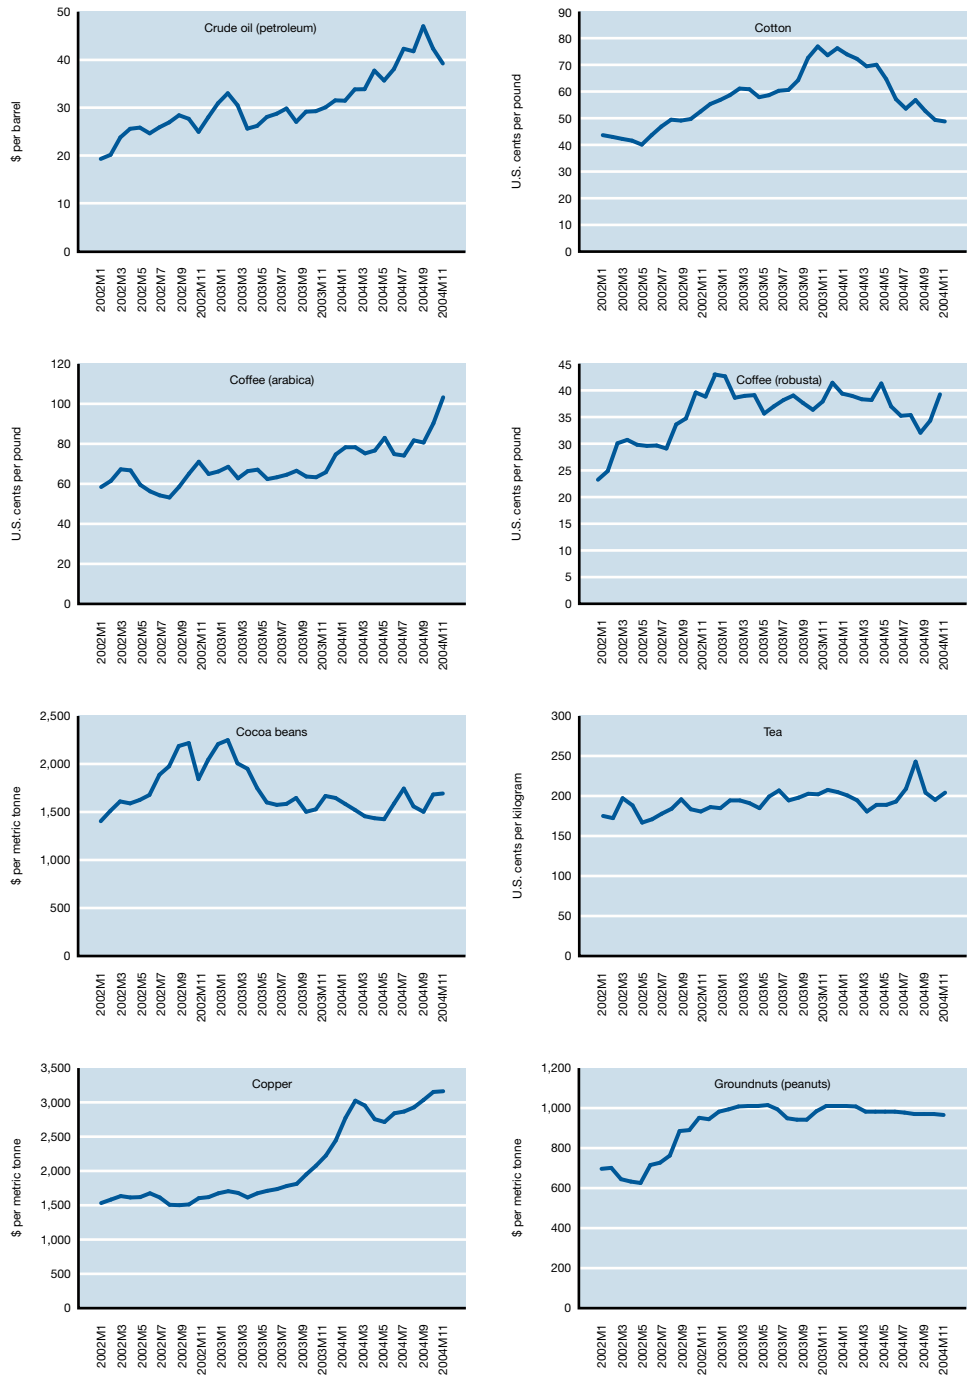 Crude oil (petroleum)
$ per barrel
50
40
30
20
10
0
2002M1
2002M3
2002M5
2002M7
2002M9
2002M11
2003M1
2003M3
2003M5
2003M7
2003M9
2003M11
2004M1
2004M3
2004M5
2004M7
2004M9
2004M11
Cotton
U.S. cents per pound
90
80
70
60
50
40
30
20
10
0
2002M1
2002M3
2002M5
2002M7
2002M9
2002M11
2003M1
2003M3
2003M5
2003M7
2003M9
2003M11
2004M1
2004M3
2004M5
2004M7
2004M9
2004M11
Coffee (arabica)
U.S. cents per pound
120
100
80
60
40
20
0
2002M1
2002M3
2002M5
2002M7
2002M9
2002M11
2003M1
2003M3
2003M5
2003M7
2003M9
2003M11
2004M1
2004M3
2004M5
2004M7
2004M9
2004M11
Coffee (robusta)
U.S. cents per pound
45
40
35
30
25
20
15
10
5
0
2002M1
2002M3
2002M5
2002M7
2002M9
2002M11
2003M1
2003M3
2003M5
2003M7
2003M9
2003M11
2004M1
2004M3
2004M5
2004M7
2004M9
2004M11
Cocoa beans
$ per metric tonne
2,500
2,000
1,500
1,000
500
0
2002M1
2002M3
2002M5
2002M7
2002M9
2002M11
2003M1
2003M3
2003M5
2003M7
2003M9
2003M11
2004M1
2004M3
2004M5
2004M7
2004M9
2004M11
Tea
U.S. cents per kilogram
300
250
200
150
100
50
0
2002M1
2002M3
2002M5
2002M7
2002M9
2002M11
2003M1
2003M3
2003M5
2003M7
2003M9
2003M11
2004M1
2004M3
2004M5
2004M7
2004M9
2004M11
Copper
$ per metric tonne
3,500
3,000
2,500
2,000
1,500
1,000
500
0
2002M1
2002M3
2002M5
2002M7
2002M9
2002M11
2003M1
2003M3
2003M5
2003M7
2003M9
2003M11
2004M1
2004M3
2004M5
2004M7
2004M9
2004M11
Groundnuts (peanuts)
$ per metric tonne
1,200
1,000
800
600
400
200
0
2002M1
2002M3
2002M5
2002M7
2002M9
2002M11
2003M1
2003M3
2003M5
2003M7
2003M9
2003M11
2004M1
2004M3
2004M5
2004M7
2004M9
2004M11